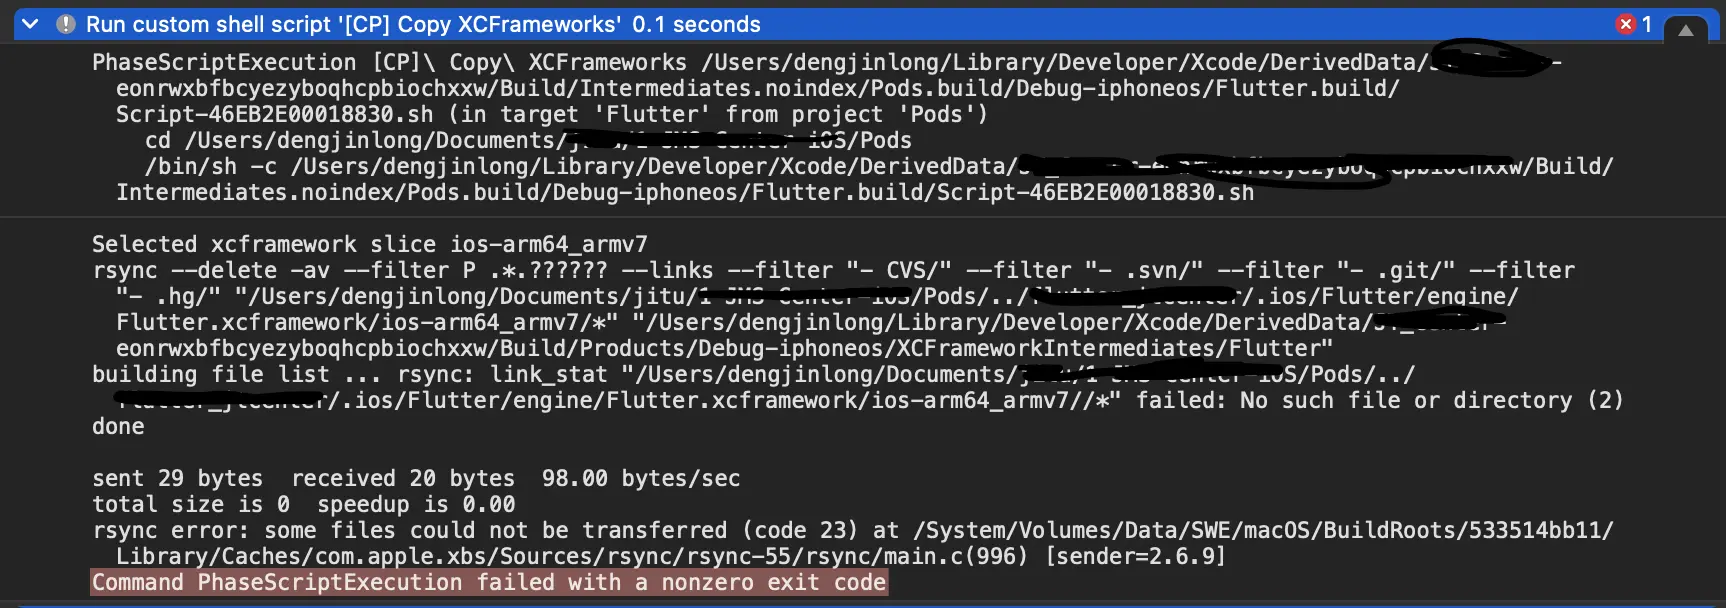 Run custom shell script '[CP] Copy XCFrameworks' 0.1 seconds 1
PhaseScriptExecution [CP]\ Copy\ XCFrameworks /Users/dengjinlong/Library/Developer/Xcode/DerivedData/ -
eonrwxbfbcyezyboqhcpbiochxxw/Build/Intermediates.noindex/Pods.build/Debug-iphoneos/Flutter.build/
Script-46EB2E00018830.sh (in target 'Flutter' from project 'Pods')
cd /Users/dengjinlong/Documents/ /Pods
/bin/sh -c /Users/dengjinlong/Library/Developer/Xcode/DerivedData/ /Build/
Intermediates.noindex/Pods.build/Debug-iphoneos/Flutter.build/Script-46EB2E00018830.sh
Selected xcframework slice ios-arm64_armv7
rsync --delete -av --filter P .*.?????? --links --filter "- CVS/" --filter "- .svn/" --filter "- .git/" --filter
"- .hg/" "/Users/dengjinlong/Documents/jitu/ /Pods/../ /.ios/Flutter/engine/
Flutter.xcframework/ios-arm64_armv7/*" "/Users/dengjinlong/Library/Developer/Xcode/DerivedData/ -
eonrwxbfbcyezyboqhcpbiochxxw/Build/Products/Debug-iphoneos/XCFrameworkIntermediates/Flutter"
building file list ... rsync: link_stat "/Users/dengjinlong/Documents/ /Pods/../
/.ios/Flutter/engine/Flutter.xcframework/ios-arm64_armv7//*" failed: No such file or directory (2)
done
sent 29 bytes received 20 bytes 98.00 bytes/sec
total size is 0 speedup is 0.00
rsync error: some files could not be transferred (code 23) at /System/Volumes/Data/SWE/macOS/BuildRoots/533514bb11/
Library/Caches/com.apple.xbs/Sources/rsync/rsync-55/rsync/main.c(996) [sender=2.6.9]
Command PhaseScriptExecution failed with a nonzero exit code